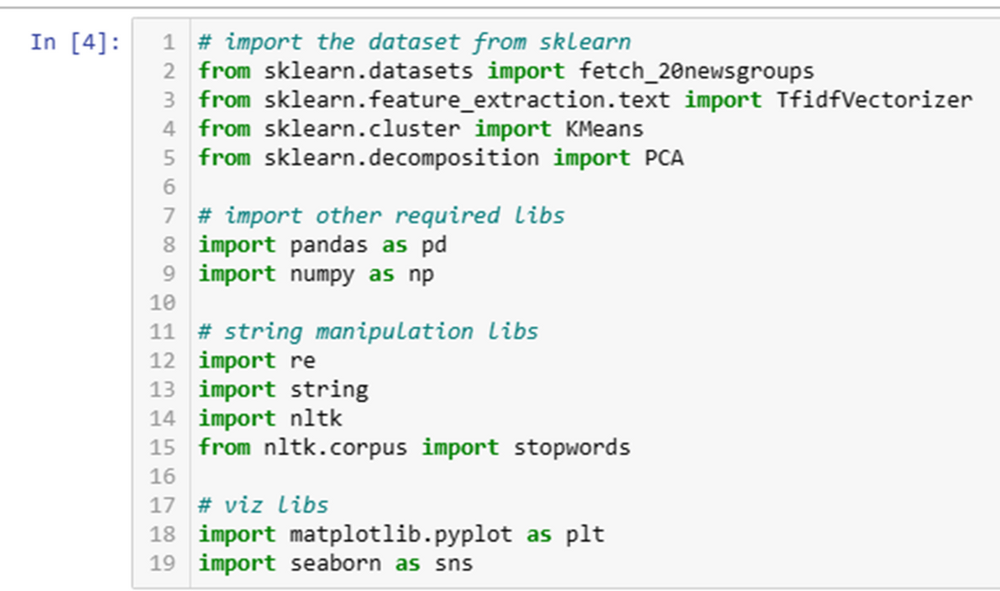 In [4]:
1 # import the dataset from sklearn
2 from sklearn.datasets import fetch_20newsgroups
3 from sklearn.feature_extraction.text import TfidfVectorizer
4 from sklearn.cluster import KMeans
5 from sklearn.decomposition import PCA
6
7 # import other required libs
8 import pandas as pd
9 import numpy as np
10
11 # string manipulation libs
12 import re
13 import string
14 import nltk
15 from nltk.corpus import stopwords
16
17 # viz libs
18 import matplotlib.pyplot as plt
19 import seaborn as sns